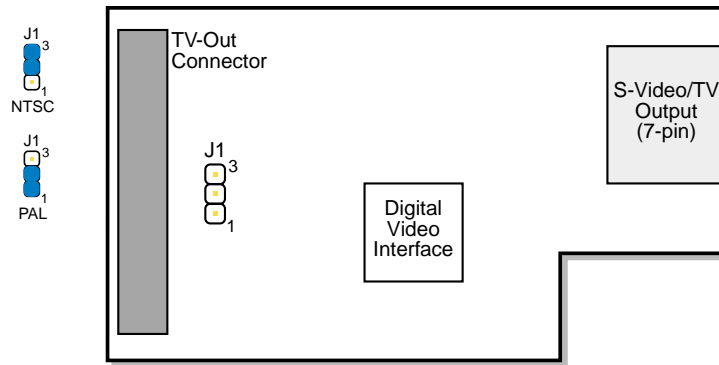 J1
3
1
NTSC
J1
3
1
PAL
TV-Out
Connector
J1
3
1
Digital
Video
Interface
S-Video/TV
Output
(7-pin)